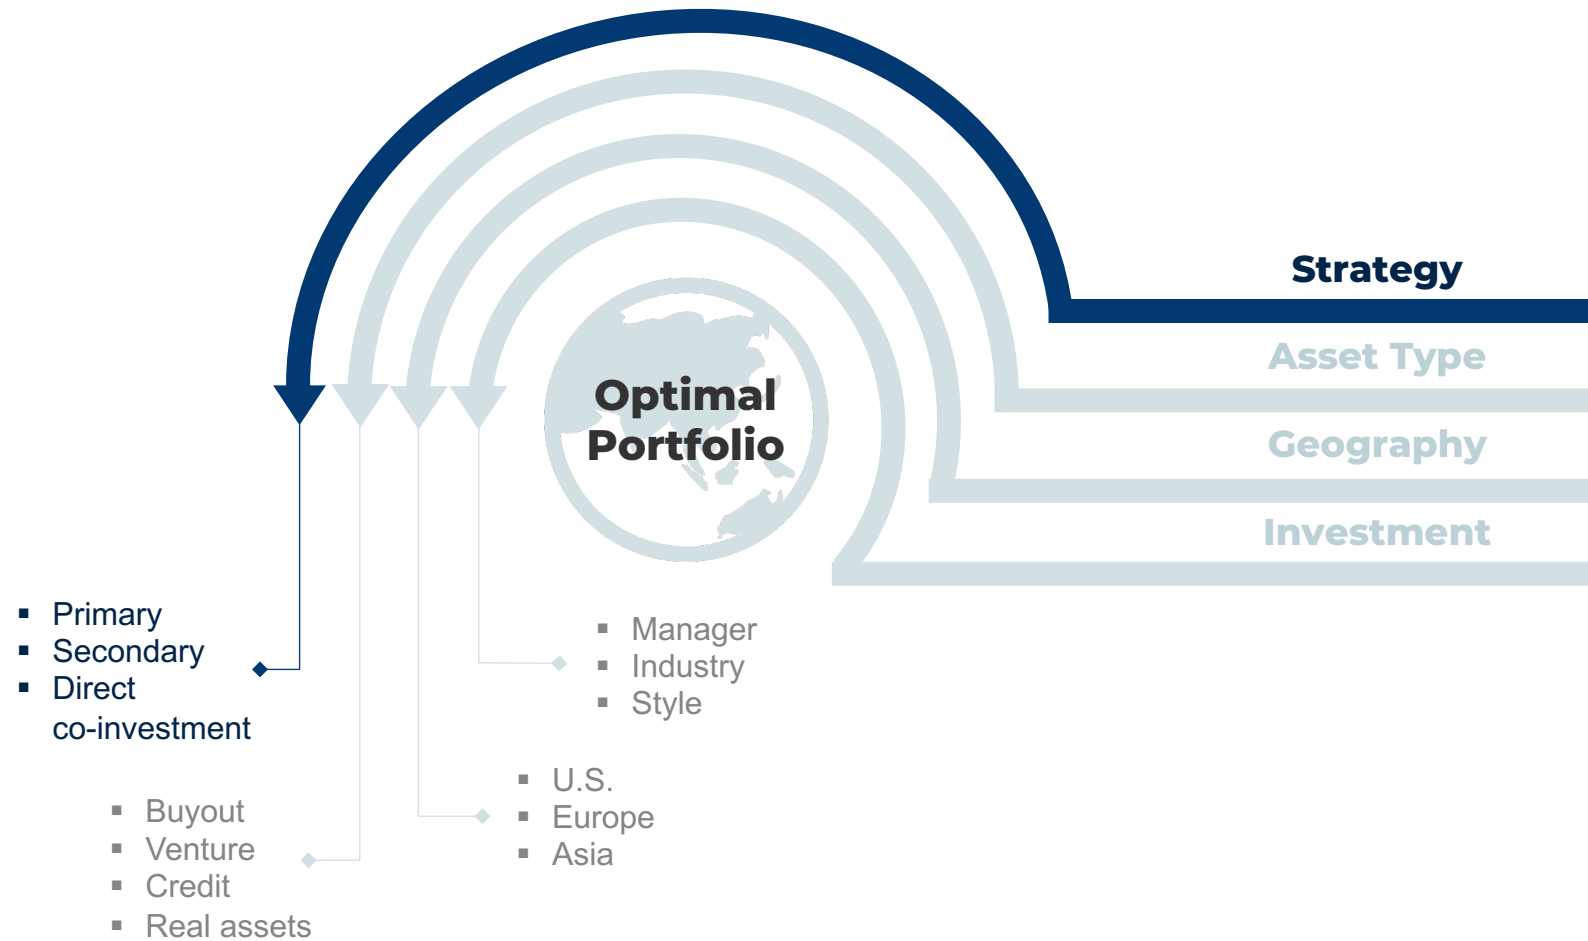 Strategy
Asset Type
Optimal
Portfolio
Geography
Investment
▪ Primary
▪ Secondary
▪ Direct
co-investment
▪ Manager
▪ Industry
▪ Style
▪ U.S.
▪ Europe
▪ Asia
▪ Buyout
▪ Venture
▪ Credit
▪ Real assets